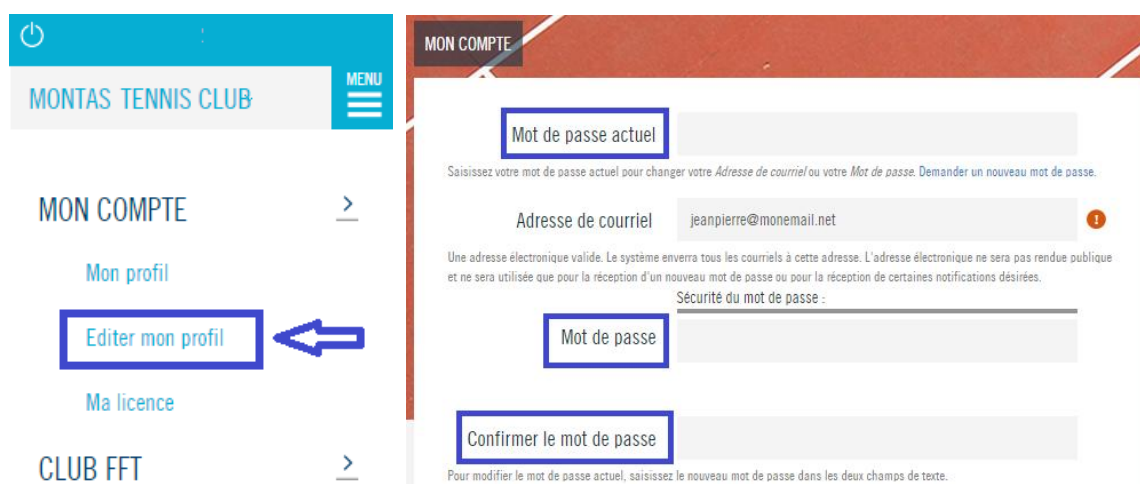 MENU
MONTAS TENNIS CLUB
MON COMPTE
>
Mon profil
Editer mon profil
Ma licence
CLUB FFT
>
MON COMPTE
Mot de passe actuel
Saisissez votre mot de passe actuel pour changer votre Adresse de courriel ou votre Mot de passe. Demander un nouveau mot de passe.
Adresse de courriel
jeanpierre@monemail.net
!
Une adresse électronique valide. Le système enverra tous les courriels à cette adresse. L'adresse électronique ne sera pas rendue publique
et ne sera utilisée que pour la réception d'un nouveau mot de passe ou pour la réception de certaines notifications désirées.
Sécurité du mot de passe :
Mot de passe
Confirmer le mot de passe
Pour modifier le mot de passe actuel, saisissez le nouveau mot de passe dans les deux champs de texte.